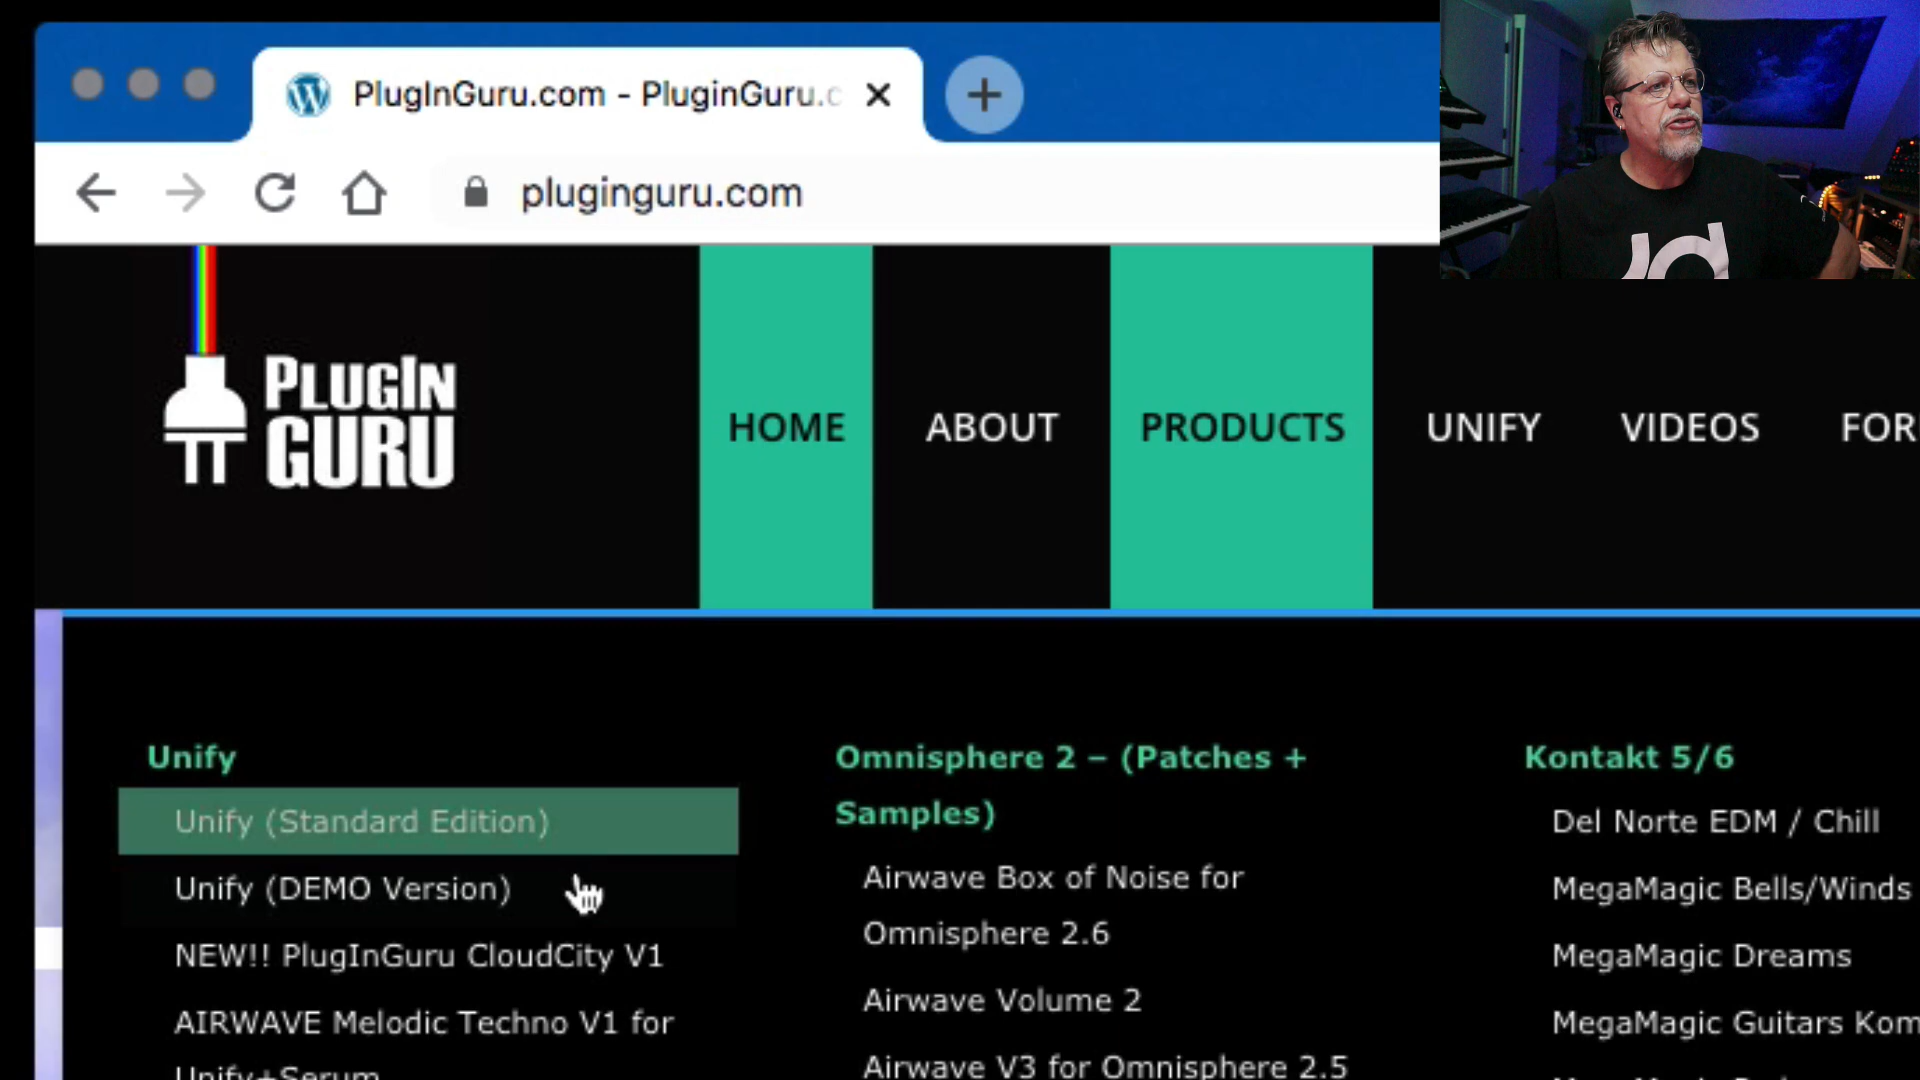 PlugInGuru.com - PluginGuru.c
pluginguru.com
PLUGIN
GURU
HOME
ABOUT
PRODUCTS
UNIFY
VIDEOS
FOR
Unify
Unify (Standard Edition)
Unify (DEMO Version)
NEW!! PlugInGuru CloudCity V1
AIRWAVE Melodic Techno V1 for
Unify+Serum
Omnisphere 2 – (Patches +
Samples)
Airwave Box of Noise for
Omnisphere 2.6
Airwave Volume 2
Airwave V3 for Omnisphere 2.5
Kontakt 5/6
Del Norte EDM / Chill
MegaMagic Bells/Winds
MegaMagic Dreams
MegaMagic Guitars Kom